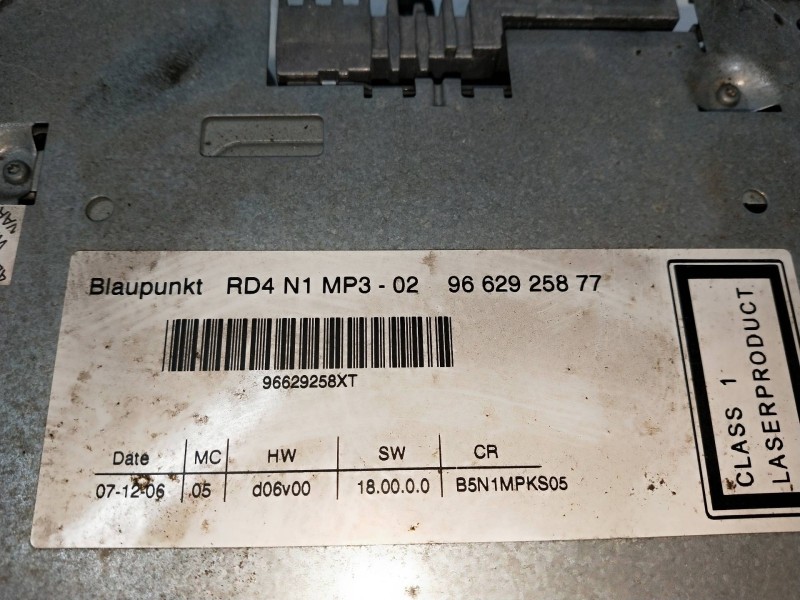 Blaupunkt RD4 N1 MP3 - 02 96 629 258 77
96629258XT
Date MC HW SW CR
07-12-06 05 d06v00 18.00.0.0 B5N1MPKS05
CLASS 1
LASERPRODUCT